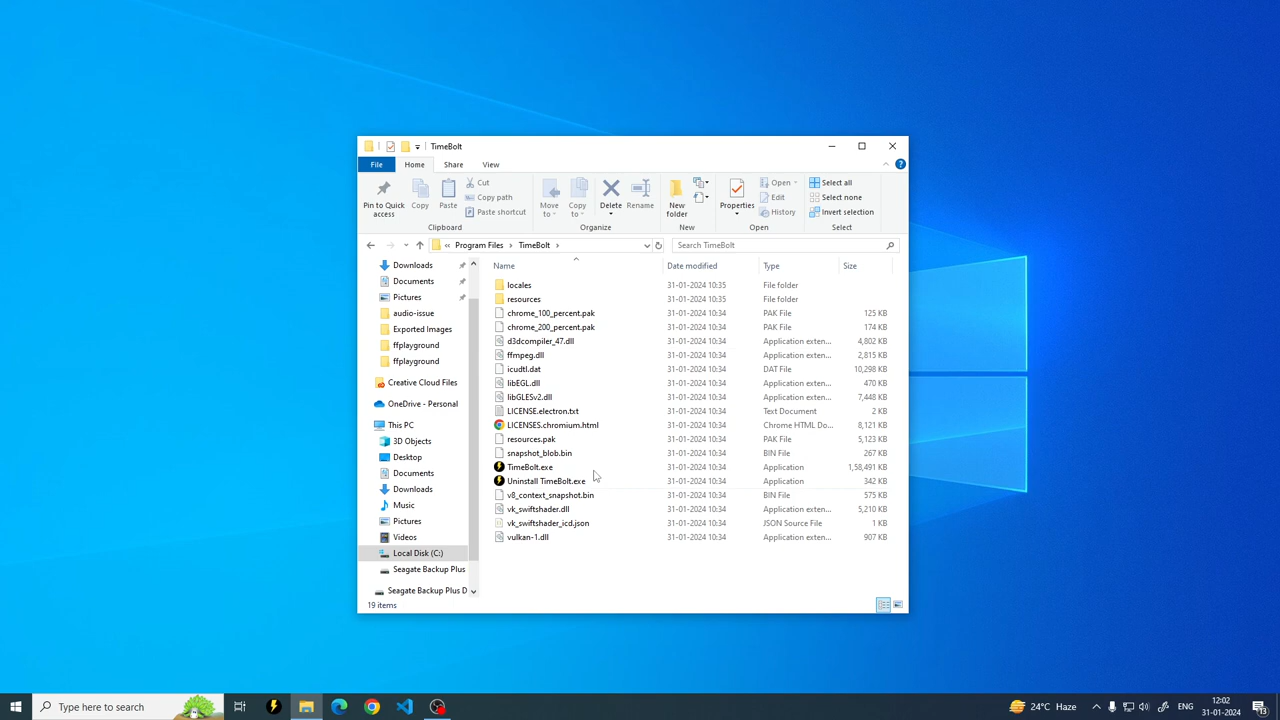 TimeBolt
File Home Share View
Pin to Quick access
Copy
Paste
Cut
Copy path
Paste shortcut
Clipboard
Move to
Copy to
Delete
Rename
Organize
New folder
New
Properties
Open
Edit
History
Open
Select all
Select none
Invert selection
Select
« Program Files > TimeBolt >
Search TimeBolt
Downloads
Documents
Pictures
audio-issue
Exported Images
ffplayground
ffplayground
Creative Cloud Files
OneDrive - Personal
This PC
3D Objects
Desktop
Documents
Downloads
Music
Pictures
Videos
Local Disk (C:)
Seagate Backup Plus
Seagate Backup Plus D
Name Date modified Type Size
locales 31-01-2024 10:35 File folder
resources 31-01-2024 10:35 File folder
chrome_100_percent.pak 31-01-2024 10:34 PAK File 125 KB
chrome_200_percent.pak 31-01-2024 10:34 PAK File 174 KB
d3dcompiler_47.dll 31-01-2024 10:34 Application exten... 4,802 KB
ffmpeg.dll 31-01-2024 10:34 Application exten... 2,815 KB
icudtl.dat 31-01-2024 10:34 DAT File 10,298 KB
libEGL.dll 31-01-2024 10:34 Application exten... 470 KB
libGLESv2.dll 31-01-2024 10:34 Application exten... 7,448 KB
LICENSE.electron.txt 31-01-2024 10:34 Text Document 2 KB
LICENSES.chromium.html 31-01-2024 10:34 Chrome HTML Do... 8,121 KB
resources.pak 31-01-2024 10:34 PAK File 5,123 KB
snapshot_blob.bin 31-01-2024 10:34 BIN File 267 KB
TimeBolt.exe 31-01-2024 10:34 Application 1,58,491 KB
Uninstall TimeBolt.exe 31-01-2024 10:34 Application 342 KB
v8_context_snapshot.bin 31-01-2024 10:34 BIN File 575 KB
vk_swiftshader.dll 31-01-2024 10:34 Application exten... 5,210 KB
vk_swiftshader_icd.json 31-01-2024 10:34 JSON Source File 1 KB
vulkan-1.dll 31-01-2024 10:34 Application exten... 907 KB
19 items
Type here to search
24°C Haze
ENG
12:02
31-01-2024